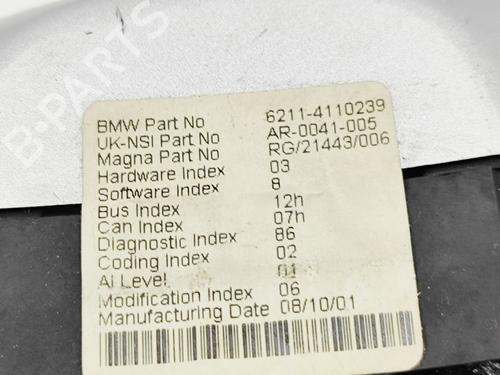 B-PARTS
BMW Part No 6211-4110239
UK-NSI Part No AR-0041-005
Magna Part No RG/21443/006
Hardware Index 03
Software Index 8
Bus Index 12h
Can Index 07h
Diagnostic Index 86
Coding Index 02
Ai Level 01
Modification Index 06
Manufacturing Date 08/10/01